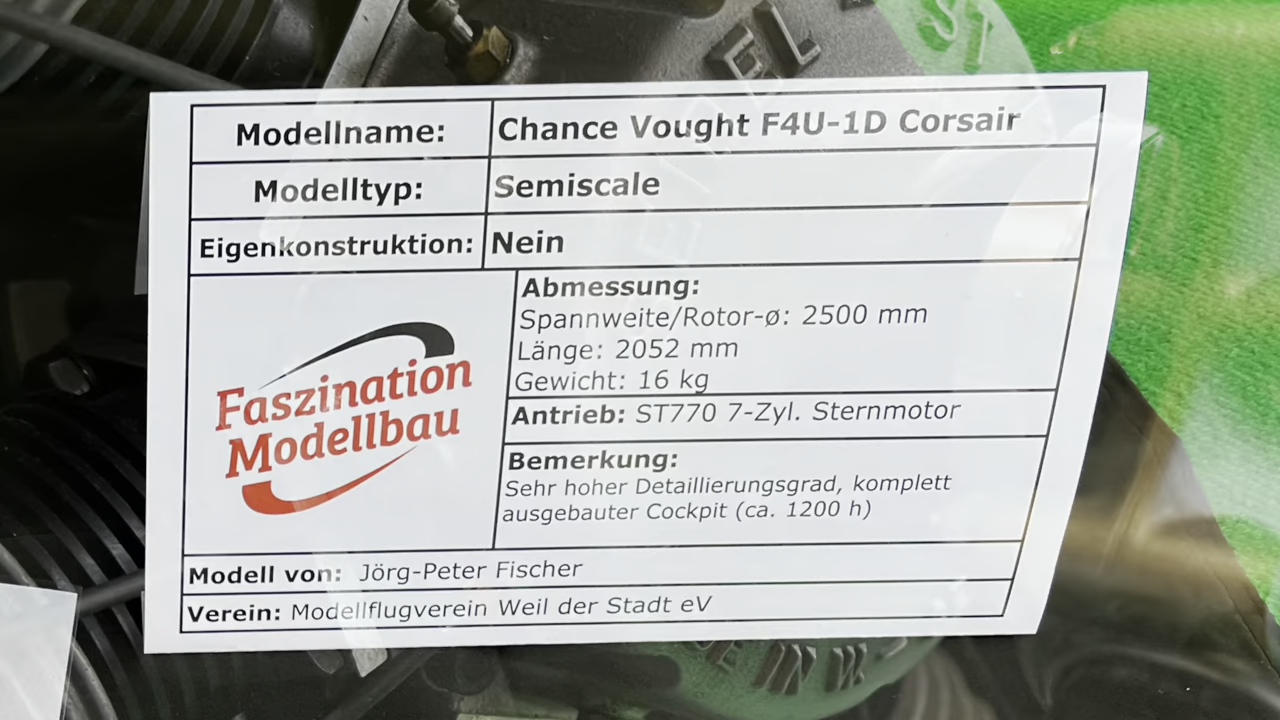 Modellname: Chance Vought F4U-1D Corsair
Modelltyp: Semiscale
Eigenkonstruktion: Nein
Faszination
Modellbau
Abmessung:
Spannweite/Rotor-ø: 2500 mm
Länge: 2052 mm
Gewicht: 16 kg
Antrieb: ST770 7-Zyl. Sternmotor
Bemerkung:
Sehr hoher Detaillierungsgrad, komplett
ausgebauter Cockpit (ca. 1200 h)
Modell von: Jörg-Peter Fischer
Verein: Modellflugverein Weil der Stadt eV